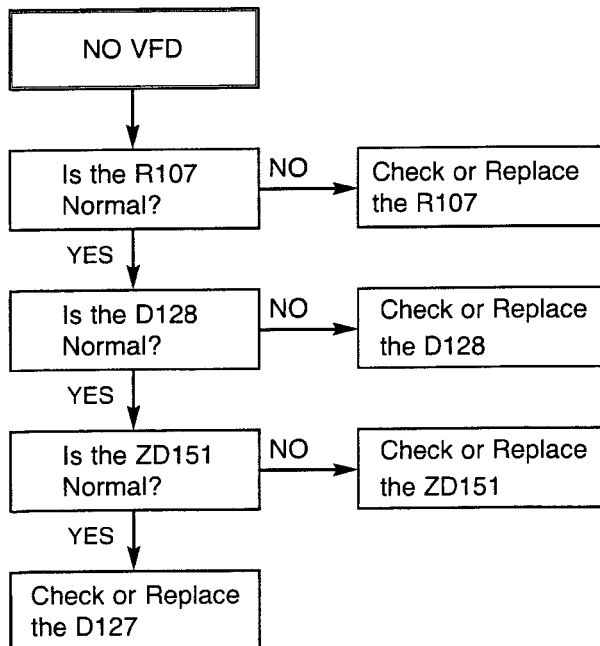 NO VFD
Is the R107
Normal?
NO
Check or Replace
the R107
YES
Is the D128
Normal?
NO
Check or Replace
the D128
YES
Is the ZD151
Normal?
NO
Check or Replace
the ZD151
YES
Check or Replace
the D127